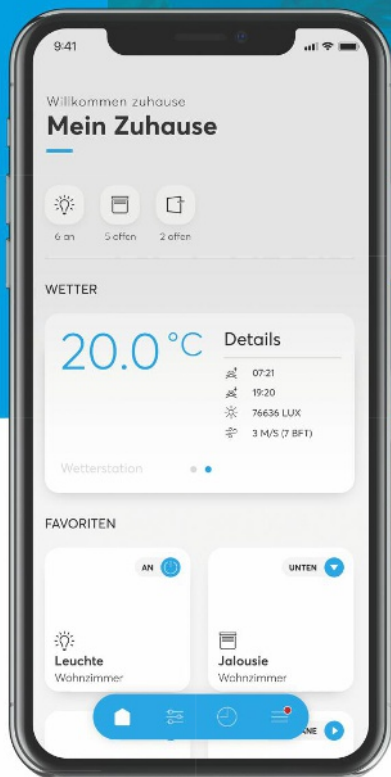 9:41
Willkommen zuhause
Mein Zuhause
6 an
5 offen
2 offen
WETTER
20.0 °C
Details
07:21
19:20
76636 LUX
3 M/S (7 BFT)
Wetterstation
FAVORITEN
AN
UNTEN
Leuchte
Wohnzimmer
Jalousie
Wohnzimmer